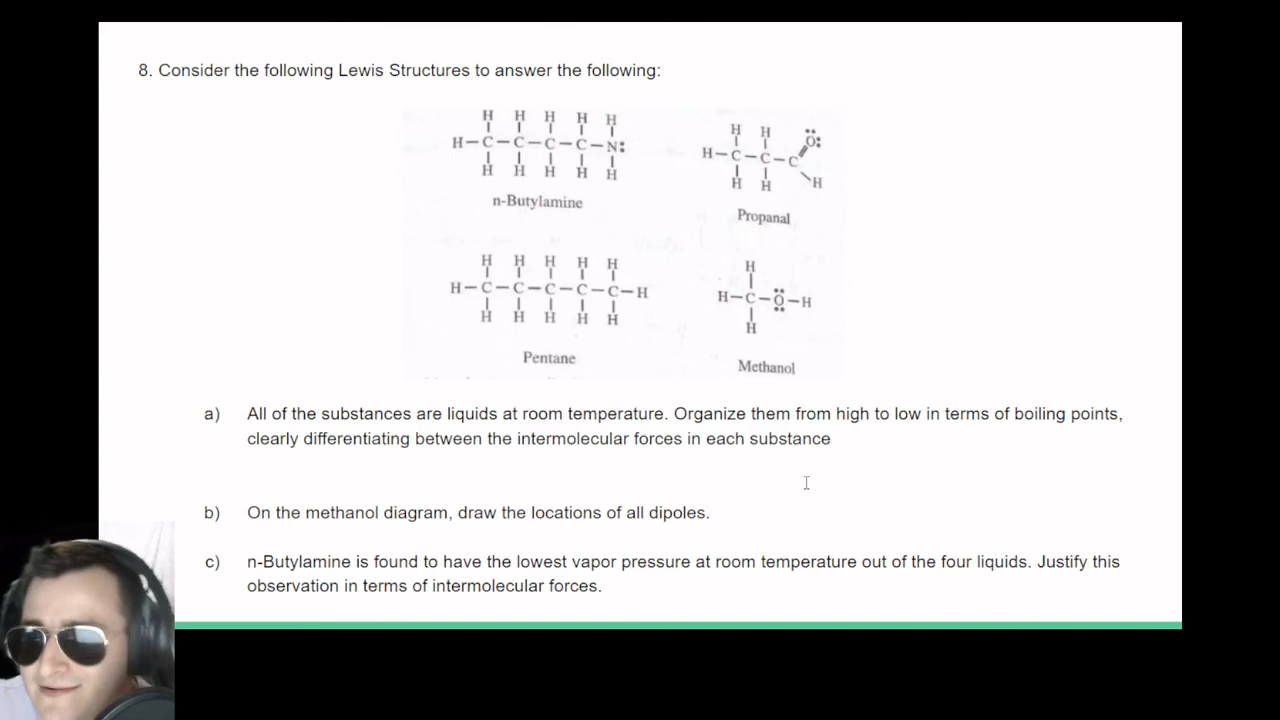 8. Consider the following Lewis Structures to answer the following:
H H H H H
H-C-C-C-C-N:
H H H H H
n-Butylamine
H H Ö:
H-C-C-C
H H H
Propanal
H H H H H
H-C-C-C-C-C-H
H H H H H
Pentane
H
H-C-Ö-H
H
Methanol
a) All of the substances are liquids at room temperature. Organize them from high to low in terms of boiling points,
clearly differentiating between the intermolecular forces in each substance
b) On the methanol diagram, draw the locations of all dipoles.
c) n-Butylamine is found to have the lowest vapor pressure at room temperature out of the four liquids. Justify this
observation in terms of intermolecular forces.